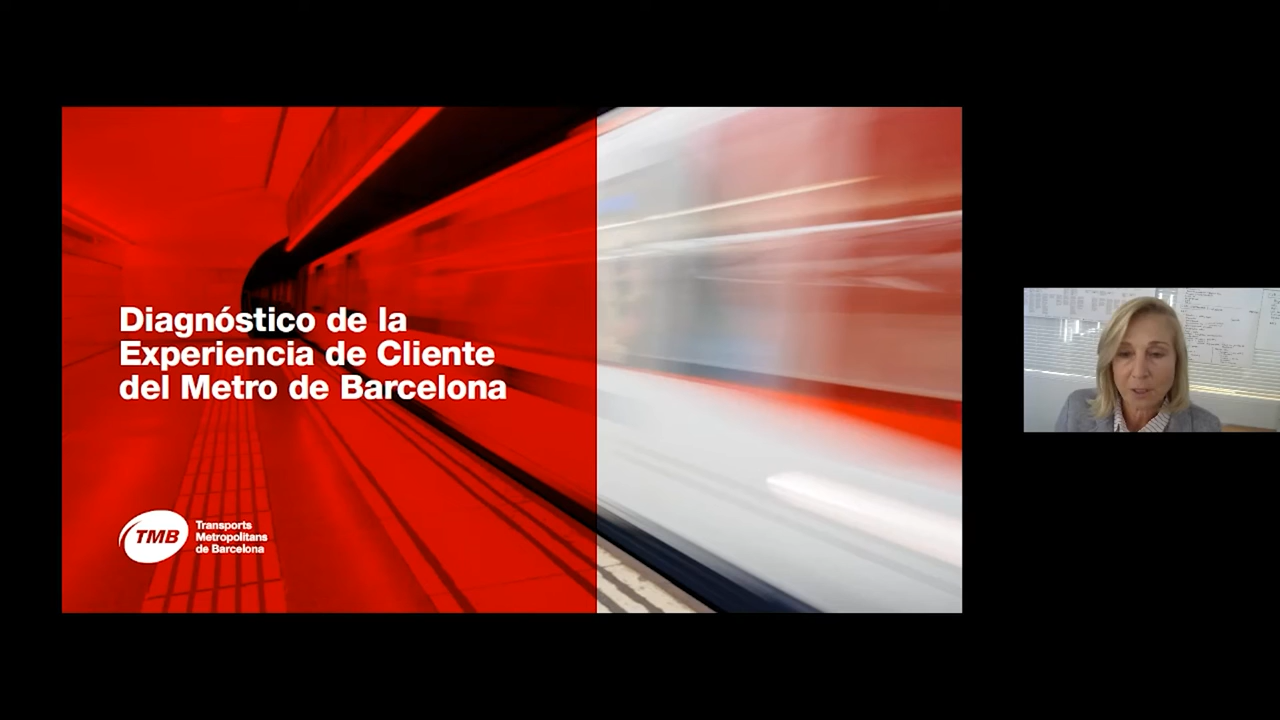 Diagnóstico de la
Experiencia de Cliente
del Metro de Barcelona
TMB
Transports
Metropolitans
de Barcelona